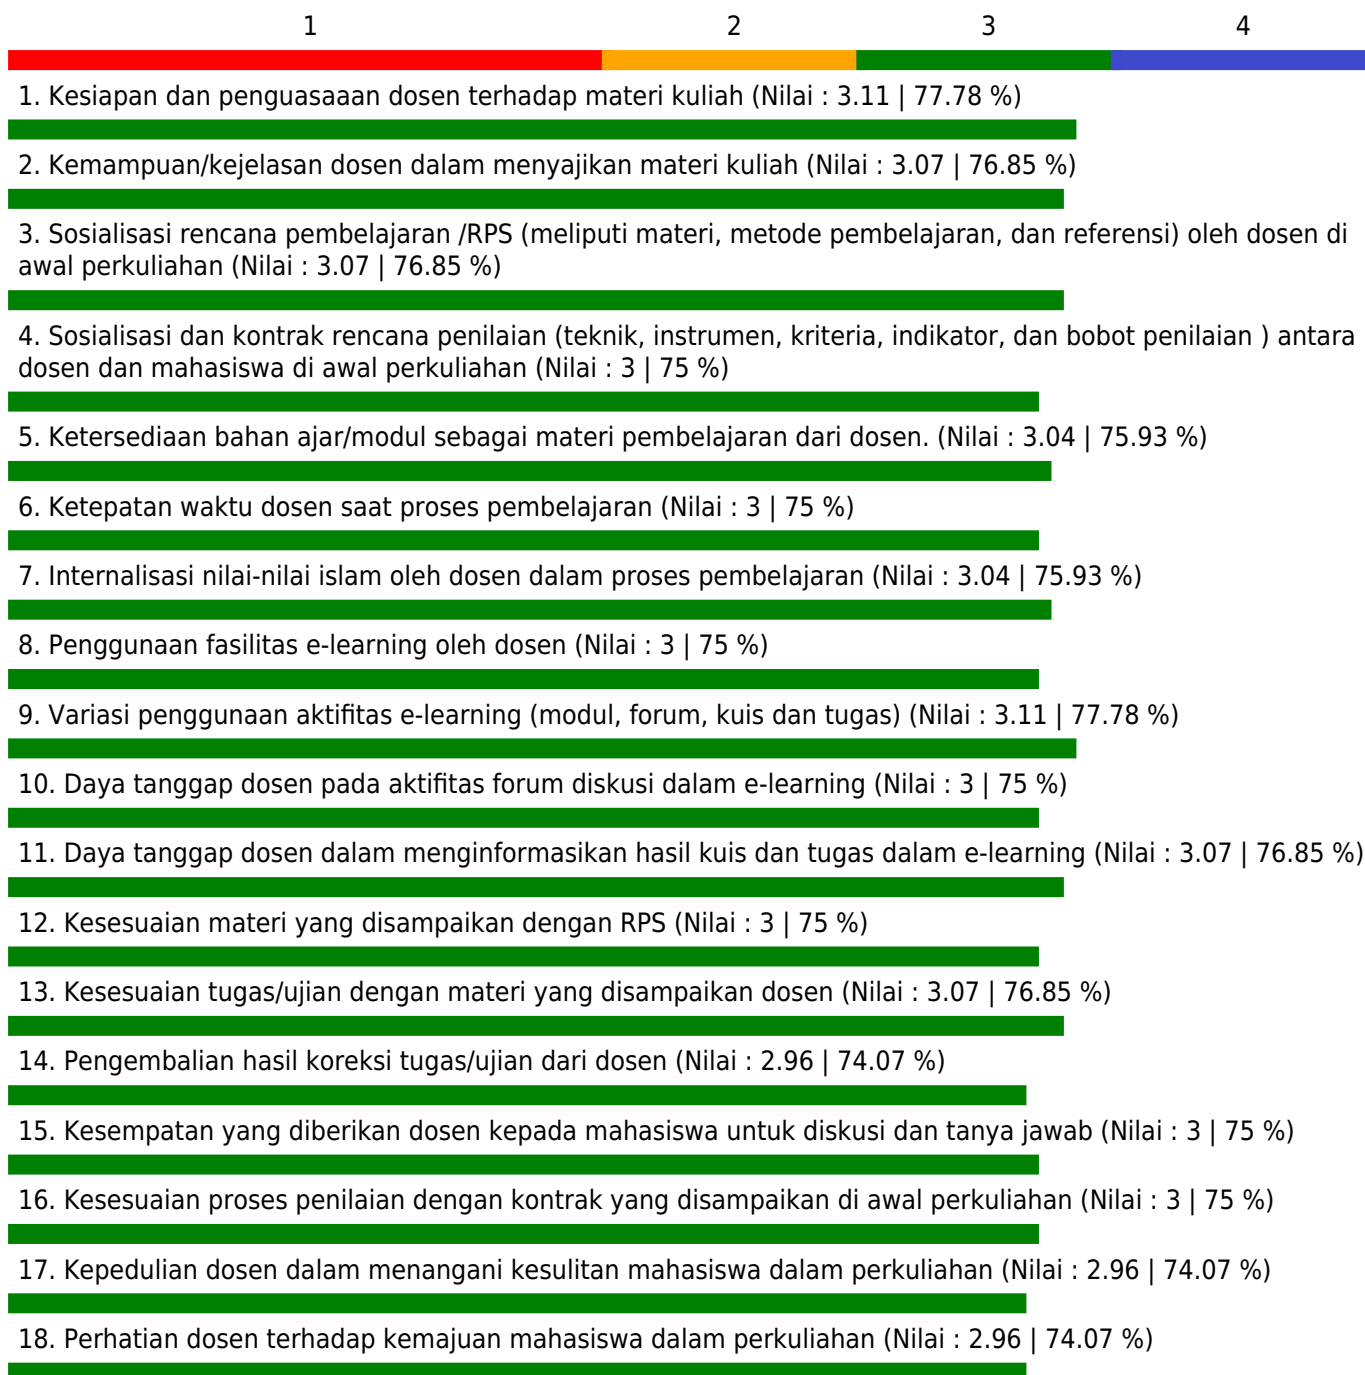 1 2 3 4
1. Kesiapan dan penguasaaan dosen terhadap materi kuliah (Nilai : 3.11 | 77.78 %)
2. Kemampuan/kejelasan dosen dalam menyajikan materi kuliah (Nilai : 3.07 | 76.85 %)
3. Sosialisasi rencana pembelajaran /RPS (meliputi materi, metode pembelajaran, dan referensi) oleh dosen di
awal perkuliahan (Nilai : 3.07 | 76.85 %)
4. Sosialisasi dan kontrak rencana penilaian (teknik, instrumen, kriteria, indikator, dan bobot penilaian ) antara
dosen dan mahasiswa di awal perkuliahan (Nilai : 3 | 75 %)
5. Ketersediaan bahan ajar/modul sebagai materi pembelajaran dari dosen. (Nilai : 3.04 | 75.93 %)
6. Ketepatan waktu dosen saat proses pembelajaran (Nilai : 3 | 75 %)
7. Internalisasi nilai-nilai islam oleh dosen dalam proses pembelajaran (Nilai : 3.04 | 75.93 %)
8. Penggunaan fasilitas e-learning oleh dosen (Nilai : 3 | 75 %)
9. Variasi penggunaan aktifitas e-learning (modul, forum, kuis dan tugas) (Nilai : 3.11 | 77.78 %)
10. Daya tanggap dosen pada aktifitas forum diskusi dalam e-learning (Nilai : 3 | 75 %)
11. Daya tanggap dosen dalam menginformasikan hasil kuis dan tugas dalam e-learning (Nilai : 3.07 | 76.85 %)
12. Kesesuaian materi yang disampaikan dengan RPS (Nilai : 3 | 75 %)
13. Kesesuaian tugas/ujian dengan materi yang disampaikan dosen (Nilai : 3.07 | 76.85 %)
14. Pengembalian hasil koreksi tugas/ujian dari dosen (Nilai : 2.96 | 74.07 %)
15. Kesempatan yang diberikan dosen kepada mahasiswa untuk diskusi dan tanya jawab (Nilai : 3 | 75 %)
16. Kesesuaian proses penilaian dengan kontrak yang disampaikan di awal perkuliahan (Nilai : 3 | 75 %)
17. Kepedulian dosen dalam menangani kesulitan mahasiswa dalam perkuliahan (Nilai : 2.96 | 74.07 %)
18. Perhatian dosen terhadap kemajuan mahasiswa dalam perkuliahan (Nilai : 2.96 | 74.07 %)